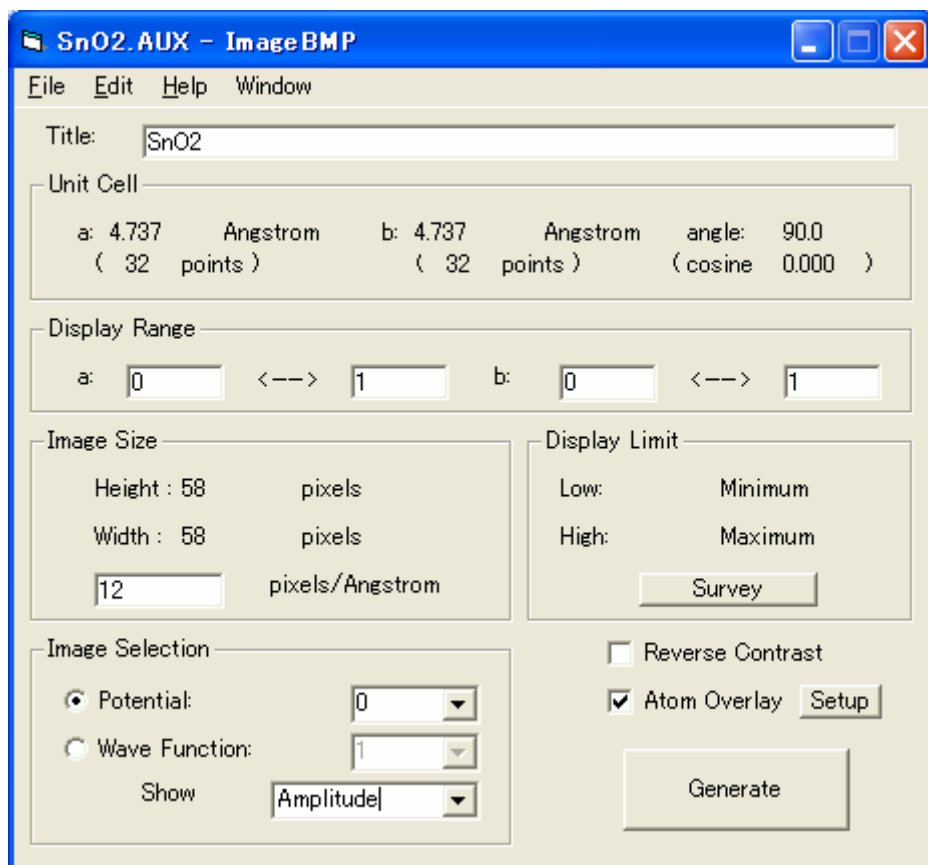 SnO2.AUX - ImageBMP
File Edit Help Window
Title: SnO2
Unit Cell
a: 4.737 Angstrom b: 4.737 Angstrom angle: 90.0
( 32 points ) ( 32 points ) ( cosine 0.000 )
Display Range
a: 0 <--> 1 b: 0 <--> 1
Image Size
Height : 58 pixels
Width : 58 pixels
12 pixels/Angstrom
Display Limit
Low: Minimum
High: Maximum
Survey
Image Selection
Potential: 0
Wave Function: 1
Show Amplitude
Reverse Contrast
Atom Overlay Setup
Generate